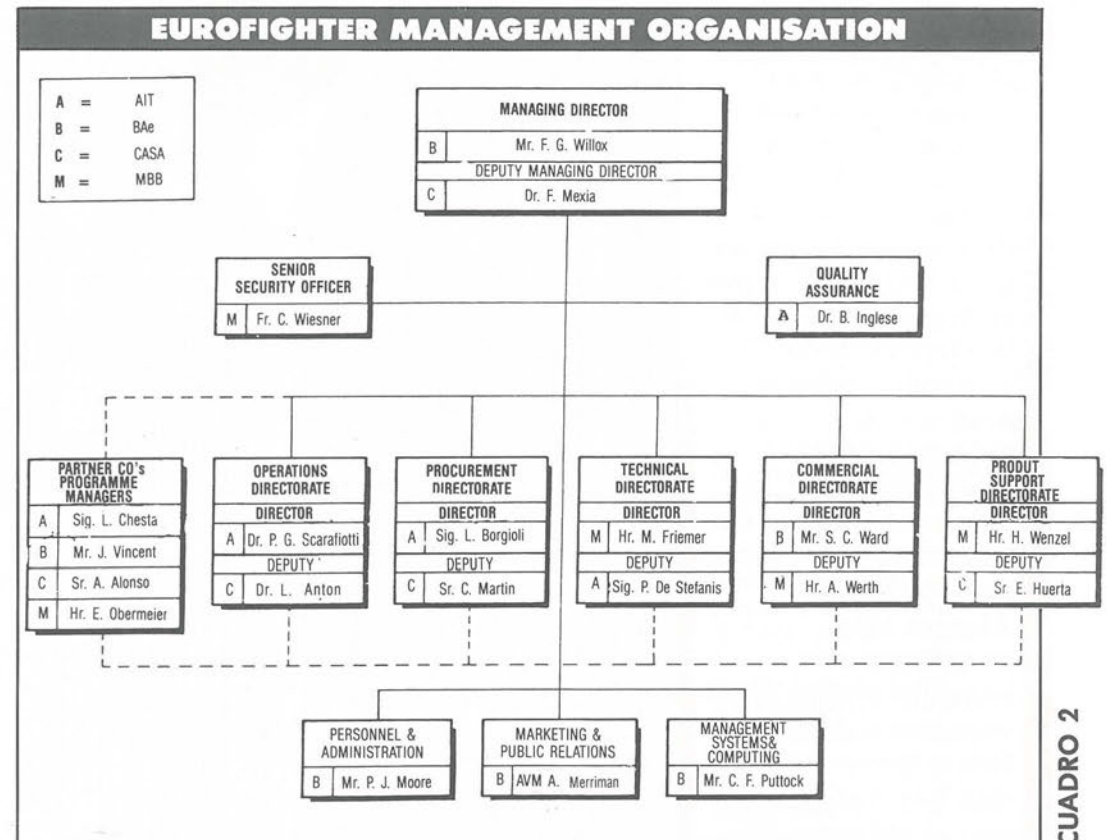 EUROFIGHTER MANAGEMENT ORGANISATION
A = AIT
B = BAe
C = CASA
M = MBB
MANAGING DIRECTOR
B Mr. F. G. Willox
DEPUTY MANAGING DIRECTOR
C Dr. F. Mexia
SENIOR
SECURITY OFFICER
M Fr. C. Wiesner
QUALITY
ASSURANCE
A Dr. B. Inglese
PARTNER CO's
PROGRAMME
MANAGERS
A Sig. L. Chesta
B Mr. J. Vincent
C Sr. A. Alonso
M Hr. E. Obermeier
OPERATIONS
DIRECTORATE
DIRECTOR
A Dr. P. G. Scarafiotti
DEPUTY
C Dr. L. Anton
PROCUREMENT
DIRECTORATE
DIRECTOR
A Sig. L. Borgioli
DEPUTY
C Sr. C. Martin
TECHNICAL
DIRECTORATE
DIRECTOR
M Hr. M. Friemer
DEPUTY
A Sig. P. De Stefanis
COMMERCIAL
DIRECTORATE
DIRECTOR
B Mr. S. C. Ward
DEPUTY
M Hr. A. Werth
PRODUT
SUPPORT
DIRECTORATE
DIRECTOR
M Hr. H. Wenzel
DEPUTY
C Sr. E. Huerta
PERSONNEL &
ADMINISTRATION
B Mr. P. J. Moore
MARKETING &
PUBLIC RELATIONS
B AVM A. Merriman
MANAGEMENT
SYSTEMS&
COMPUTING
B Mr. C. F. Puttock
CUADRO 2